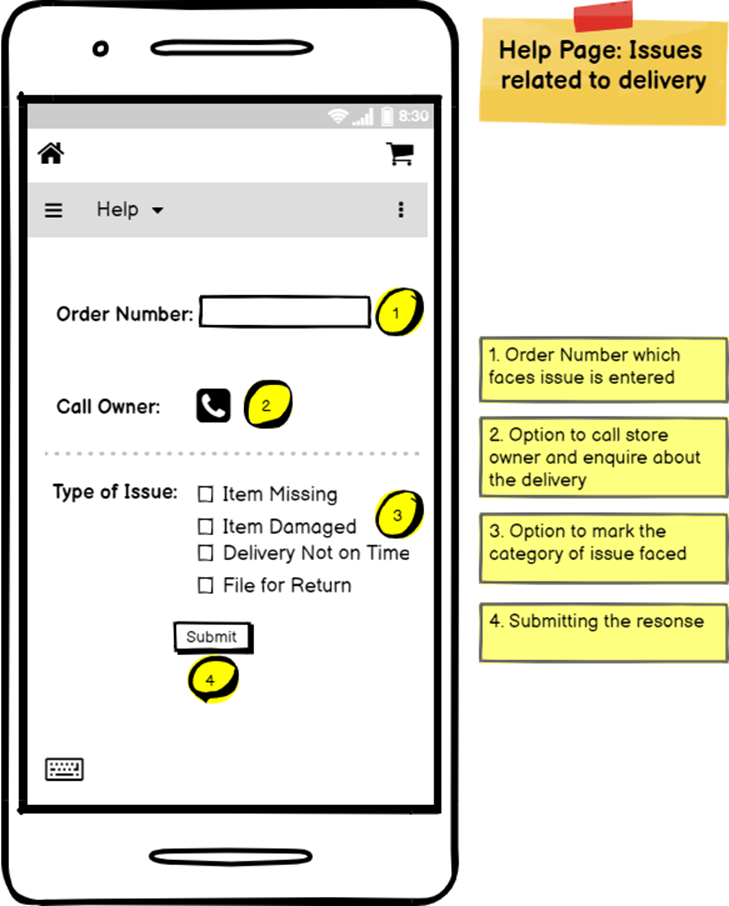 Help Page: Issues
related to delivery
8:30
Help
Order Number:
1
Call Owner:
2
Type of Issue:
Item Missing
3
Item Damaged
Delivery Not on Time
File for Return
Submit
4
1. Order Number which
faces issue is entered
2. Option to call store
owner and enquire about
the delivery
3. Option to mark the
category of issue faced
4. Submitting the resonse